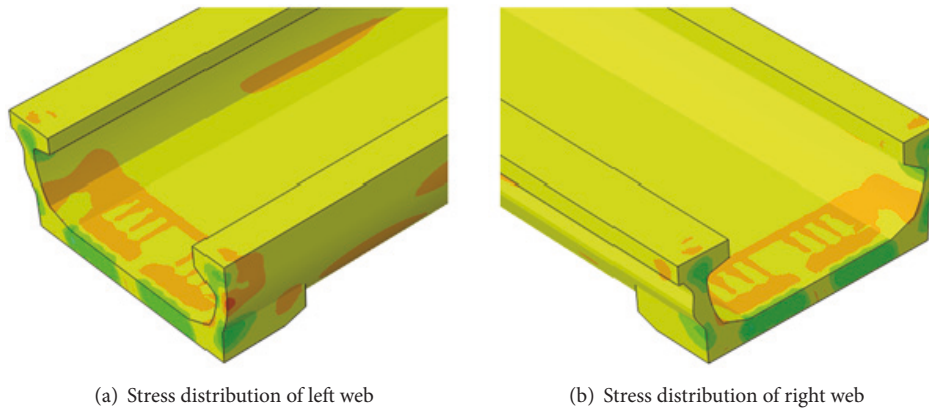 (a) Stress distribution of left web
(b) Stress distribution of right web